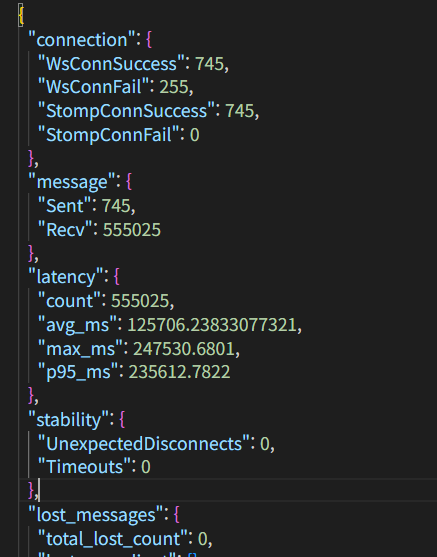 {
"connection": {
"WsConnSuccess": 745,
"WsConnFail": 255,
"StompConnSuccess": 745,
"StompConnFail": 0
},
"message": {
"Sent": 745,
"Recv": 555025
},
"latency": {
"count": 555025,
"avg_ms": 125706.23833077321,
"max_ms": 247530.6801,
"p95_ms": 235612.7822
},
"stability": {
"UnexpectedDisconnects": 0,
"Timeouts": 0
},
"lost_messages": {
"total_lost_count": 0,